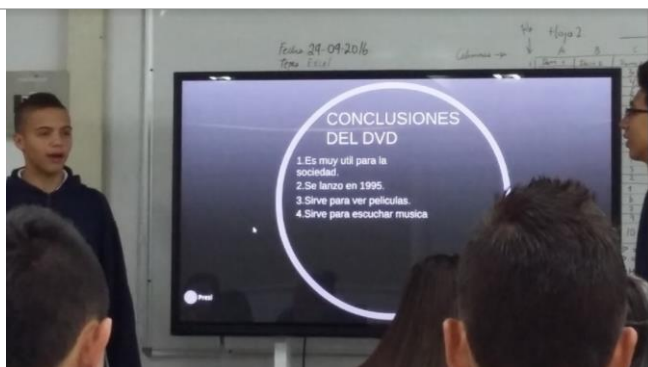 Fecha 29-09-2016
Tema Excel
Hoja 2
A B C
CONCLUSIONES
DEL DVD
1.Es muy util para la
sociedad.
2.Se lanzo en 1995.
3.Sirve para ver peliculas.
4.Sirve para escuchar musica
Prezi